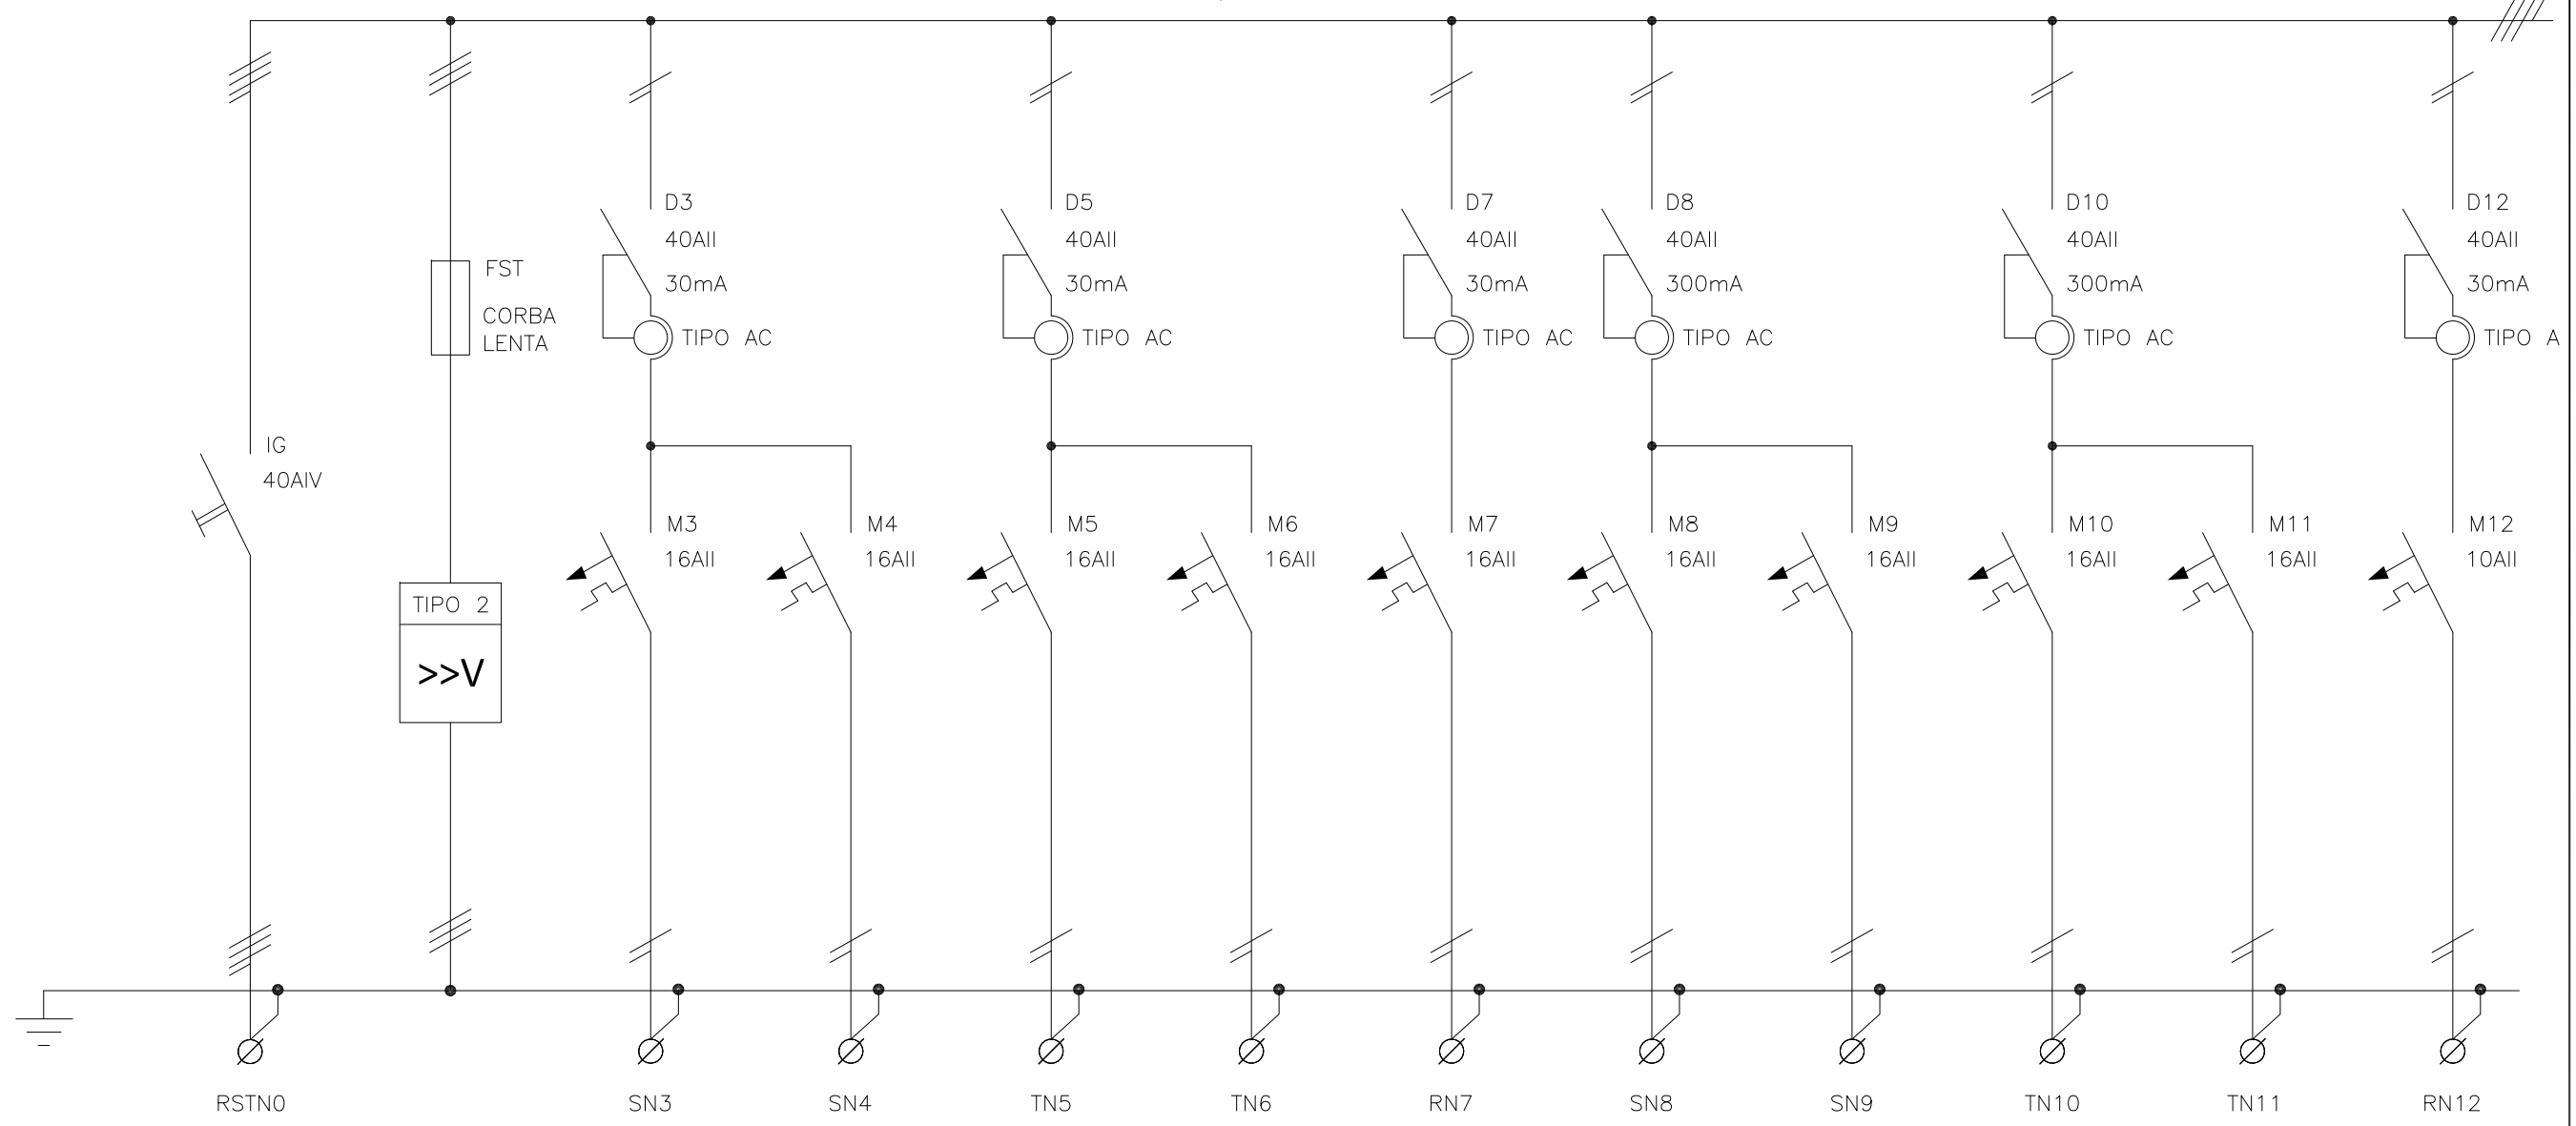 D3
40AII
30mA
TIPO AC
D5
40AII
30mA
TIPO AC
D7
40AII
30mA
TIPO AC
D8
40AII
300mA
TIPO AC
D10
40AII
300mA
TIPO AC
D12
40AII
30mA
TIPO A
FST
CORBA
LENTA
IG
40AIV
TIPO 2
>>V
M3
16AII
M4
16AII
M5
16AII
M6
16AII
M7
16AII
M8
16AII
M9
16AII
M10
16AII
M11
16AII
M12
10AII
RSTN0
SN3
SN4
TN5
TN6
RN7
SN8
SN9
TN10
TN11
RN12